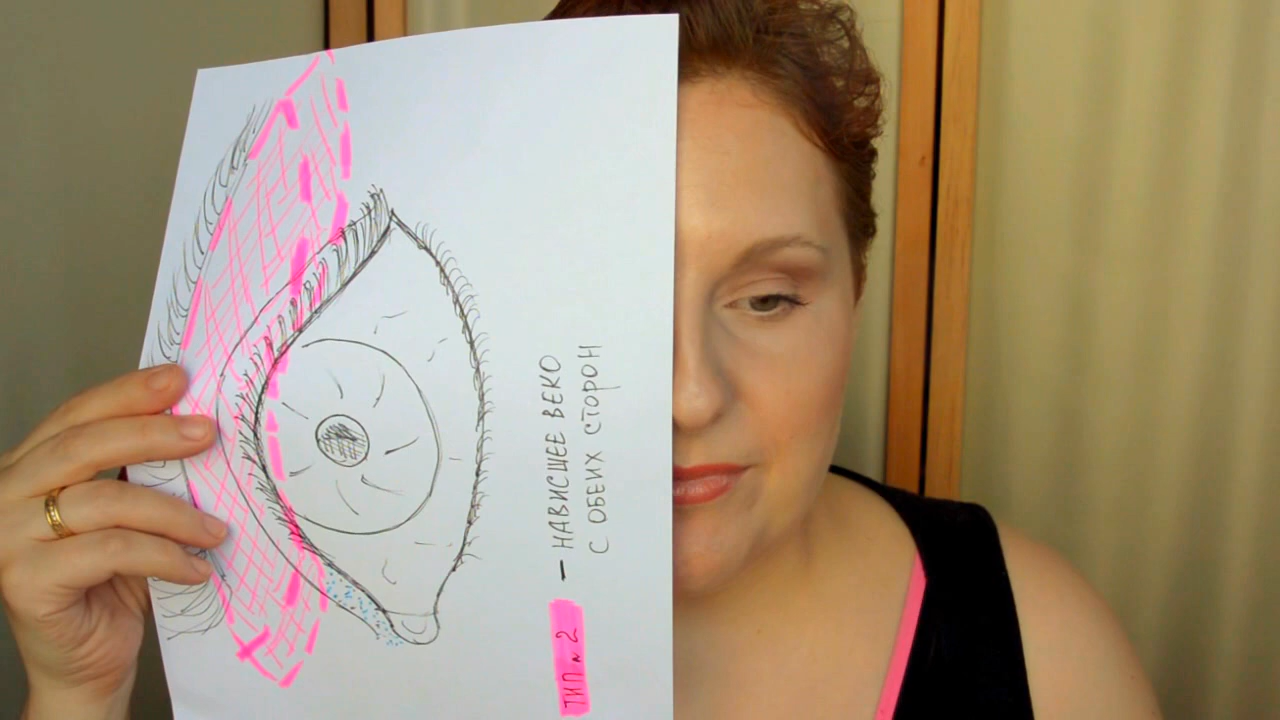 ТИП № 2 — НАВИСШЕЕ ВЕКО
С ОБЕИХ СТОРОН